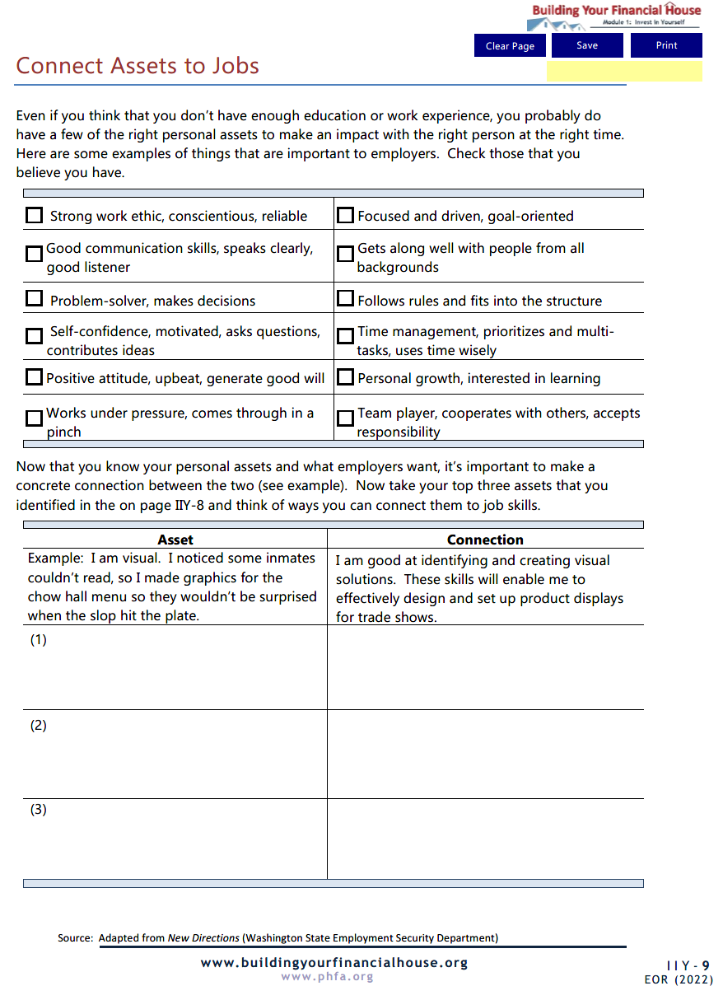 Building Your Financial House
Module 1: Invest in Yourself
Clear Page
Save
Print
Connect Assets to Jobs
Even if you think that you don’t have enough education or work experience, you probably do
have a few of the right personal assets to make an impact with the right person at the right time.
Here are some examples of things that are important to employers.  Check those that you
believe you have.
Strong work ethic, conscientious, reliable
Focused and driven, goal-oriented
Good communication skills, speaks clearly,
good listener
Gets along well with people from all
backgrounds
Problem-solver, makes decisions
Follows rules and fits into the structure
Self-confidence, motivated, asks questions,
contributes ideas
Time management, prioritizes and multi-
tasks, uses time wisely
Positive attitude, upbeat, generate good will
Personal growth, interested in learning
Works under pressure, comes through in a
pinch
Team player, cooperates with others, accepts
responsibility
Now that you know your personal assets and what employers want, it’s important to make a
concrete connection between the two (see example).  Now take your top three assets that you
identified in the on page IIY-8 and think of ways you can connect them to job skills.
Asset
Connection
Example:  I am visual.  I noticed some inmates
couldn’t read, so I made graphics for the
chow hall menu so they wouldn’t be surprised
when the slop hit the plate.
I am good at identifying and creating visual
solutions.  These skills will enable me to
effectively design and set up product displays
for trade shows.
(1)
(2)
(3)
Source:  Adapted from New Directions (Washington State Employment Security Department)
www.buildingyourfinancialhouse.org
www.phfa.org
IIY-9
EOR (2022)